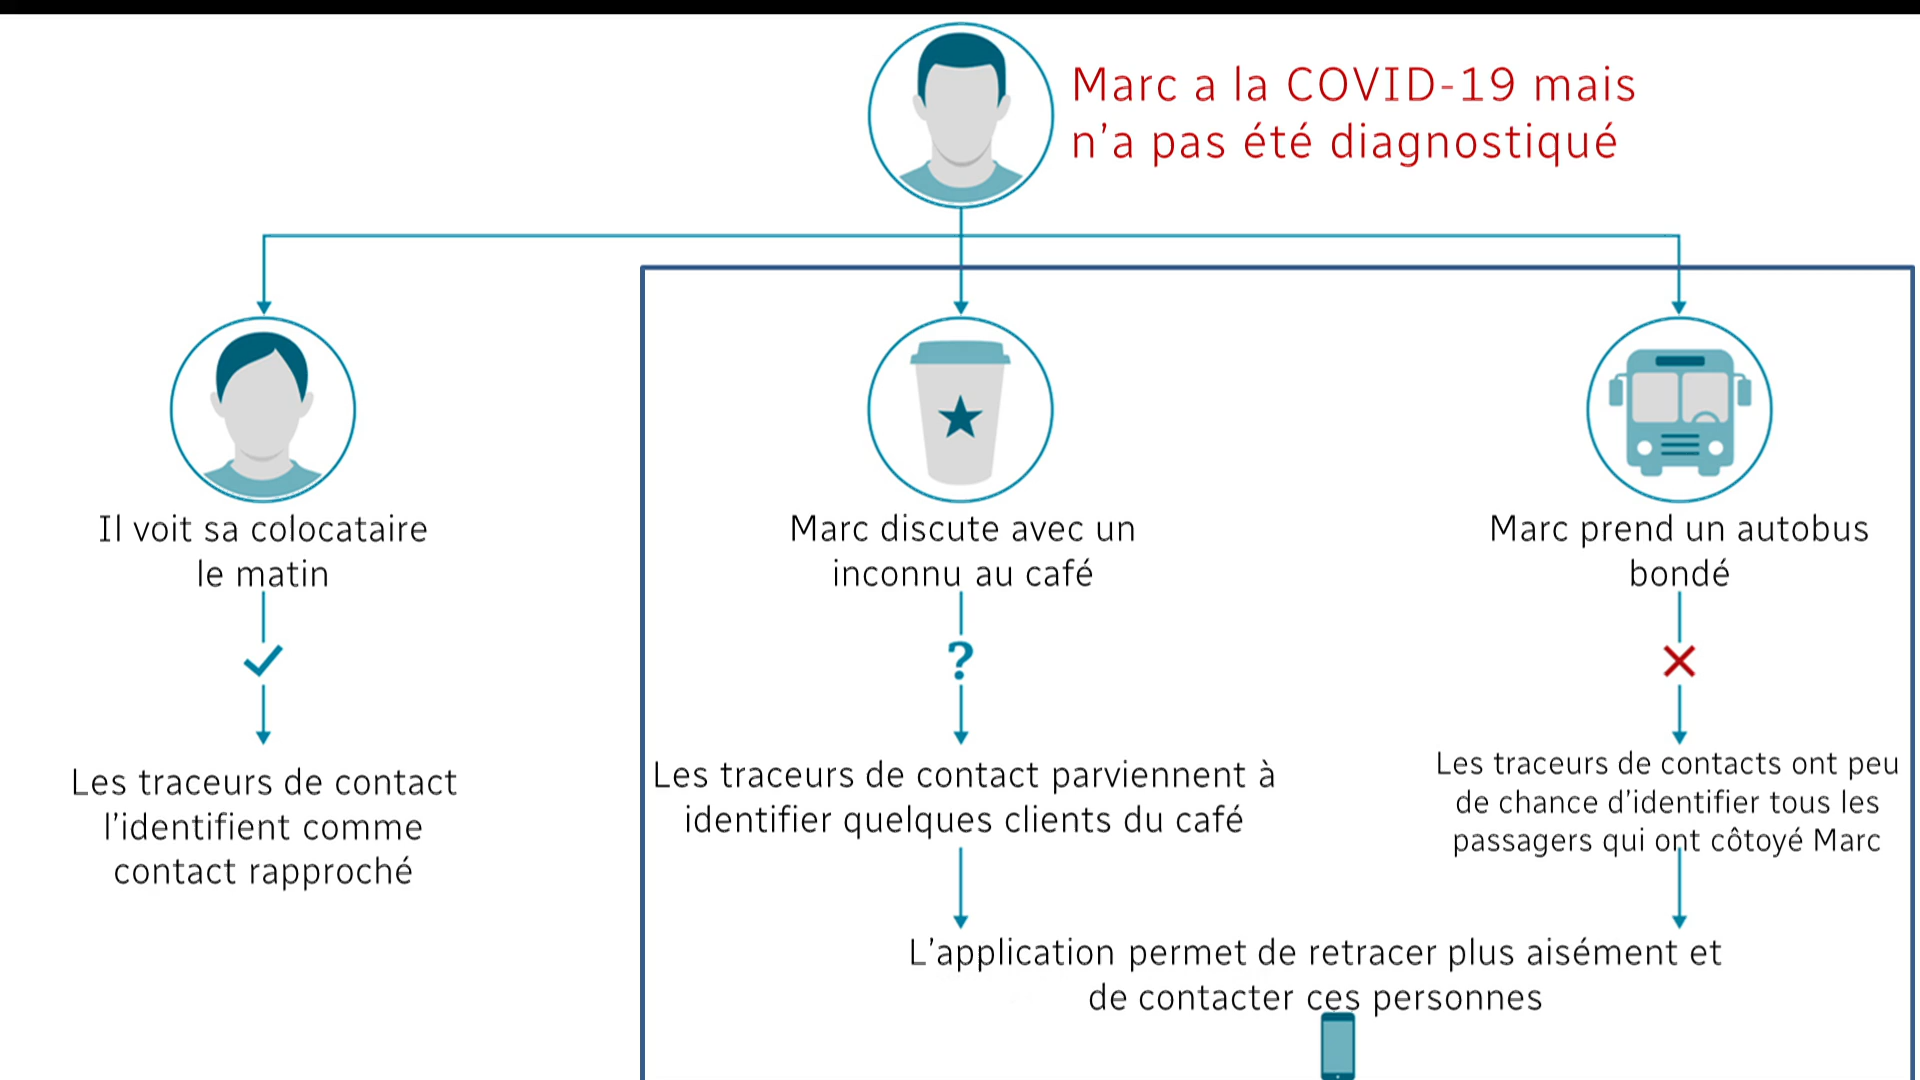 Marc a la COVID-19 mais
n'a pas été diagnostiqué
Il voit sa colocataire
le matin
Marc discute avec un
inconnu au café
Marc prend un autobus
bondé
?
Les traceurs de contact
l'identifient comme
contact rapproché
Les traceurs de contact parviennent à
identifier quelques clients du café
Les traceurs de contacts ont peu
de chance d'identifier tous les
passagers qui ont côtoyé Marc
L'application permet de retracer plus aisément et
de contacter ces personnes